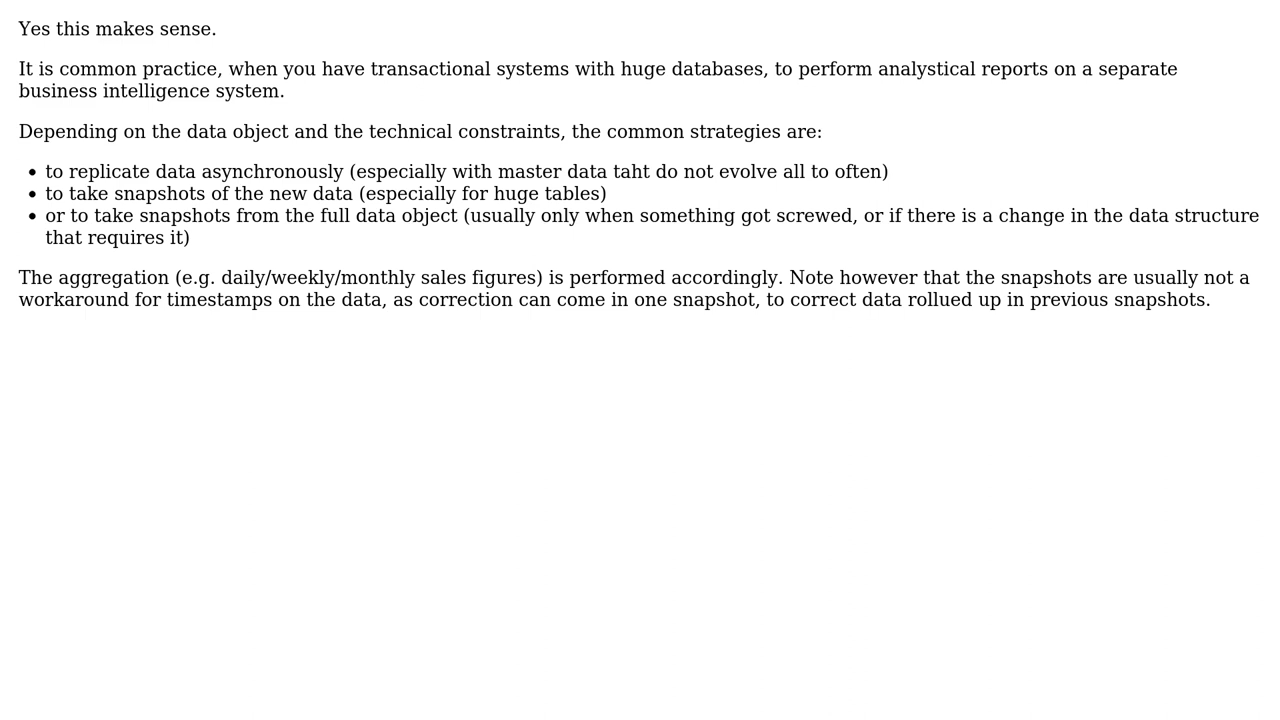 Yes this makes sense.
It is common practice, when you have transactional systems with huge databases, to perform analystical reports on a separate
business intelligence system.
Depending on the data object and the technical constraints, the common strategies are:
• to replicate data asynchronously (especially with master data taht do not evolve all to often)
• to take snapshots of the new data (especially for huge tables)
• or to take snapshots from the full data object (usually only when something got screwed, or if there is a change in the data structure
that requires it)
The aggregation (e.g. daily/weekly/monthly sales figures) is performed accordingly. Note however that the snapshots are usually not a
workaround for timestamps on the data, as correction can come in one snapshot, to correct data rollued up in previous snapshots.